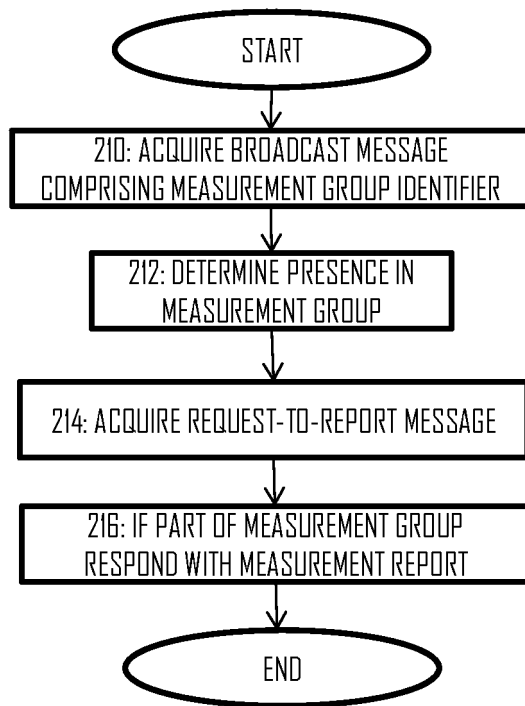 START
210: ACQUIRE BROADCAST MESSAGE
COMPRISING MEASUREMENT GROUP IDENTIFIER
212: DETERMINE PRESENCE IN
MEASUREMENT GROUP
214: ACQUIRE REQUEST-TO-REPORT MESSAGE
216: IF PART OF MEASUREMENT GROUP
RESPOND WITH MEASUREMENT REPORT
END